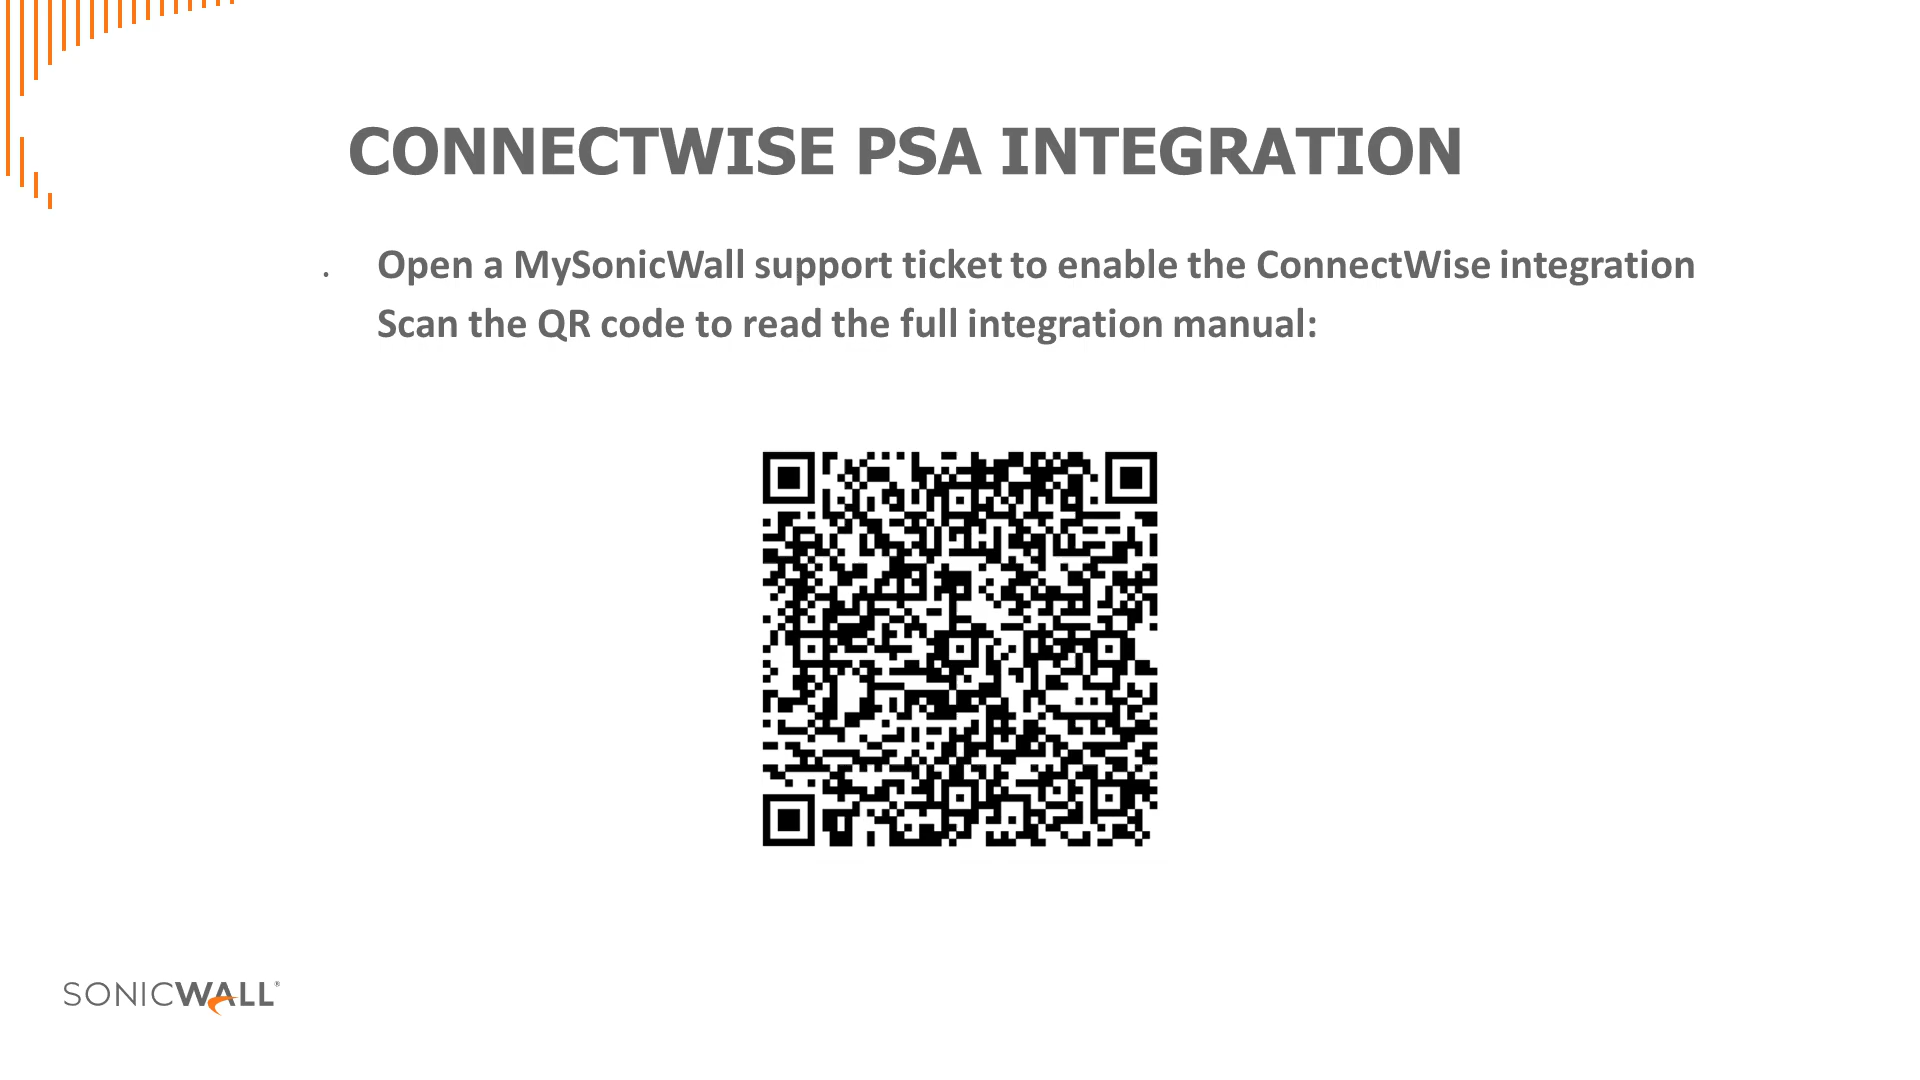 CONNECTWISE PSA INTEGRATION
• Open a MySonicWall support ticket to enable the ConnectWise integration
Scan the QR code to read the full integration manual:
SONICWALL®